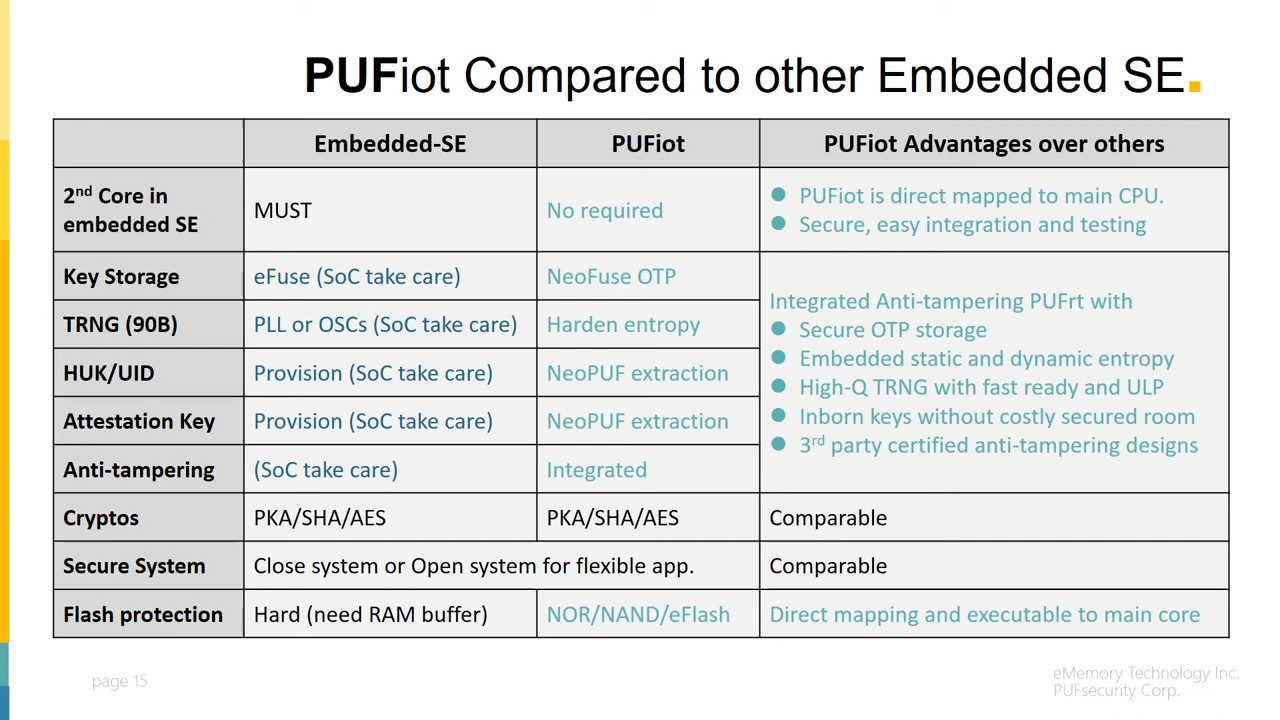 PUFiot Compared to other Embedded SE.
Embedded-SE PUFiot PUFiot Advantages over others
2nd Core in
embedded SE
MUST
No required
● PUFiot is direct mapped to main CPU.
● Secure, easy integration and testing
Key Storage eFuse (SoC take care) NeoFuse OTP
TRNG (90B) PLL or OSCs (SoC take care) Harden entropy
HUK/UID Provision (SoC take care) NeoPUF extraction
Attestation Key Provision (SoC take care) NeoPUF extraction
Anti-tampering (SoC take care) Integrated
Integrated Anti-tampering PUFrt with
● Secure OTP storage
● Embedded static and dynamic entropy
● High-Q TRNG with fast ready and ULP
● Inborn keys without costly secured room
● 3rd party certified anti-tampering designs
Cryptos PKA/SHA/AES PKA/SHA/AES Comparable
Secure System Close system or Open system for flexible app. Comparable
Flash protection Hard (need RAM buffer) NOR/NAND/eFlash Direct mapping and executable to main core
page 15
eMemory Technology Inc.
PUFsecurity Corp.